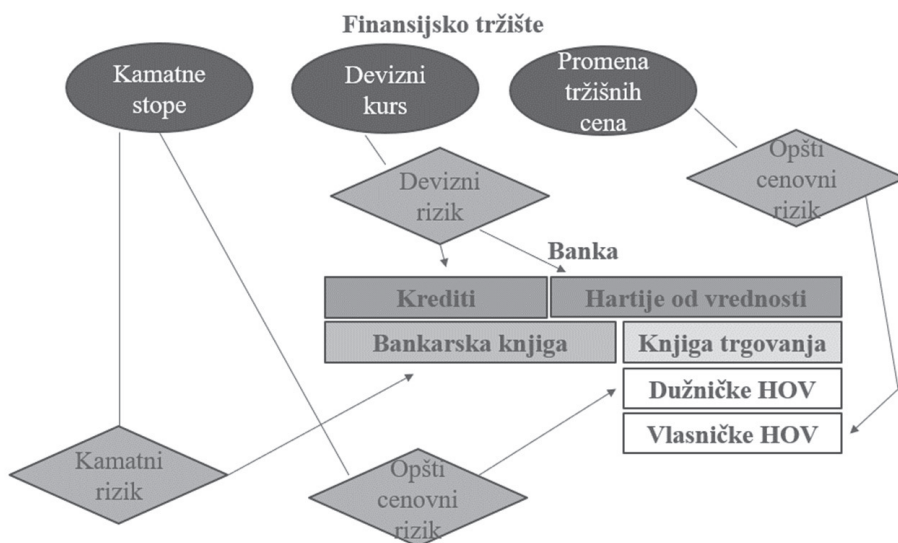 Finansijsko tržište
Kamatne
stope
Devizni
kurs
Promena
tržišnih
cena
Opšti
cenovni
rizik
Devizni
rizik
Banka
Krediti
Hartije od vrednosti
Bankarska knjiga
Knjiga trgovanja
Dužničke HOV
Vlasničke HOV
Kamatni
rizik
Opšti
cenovni
rizik